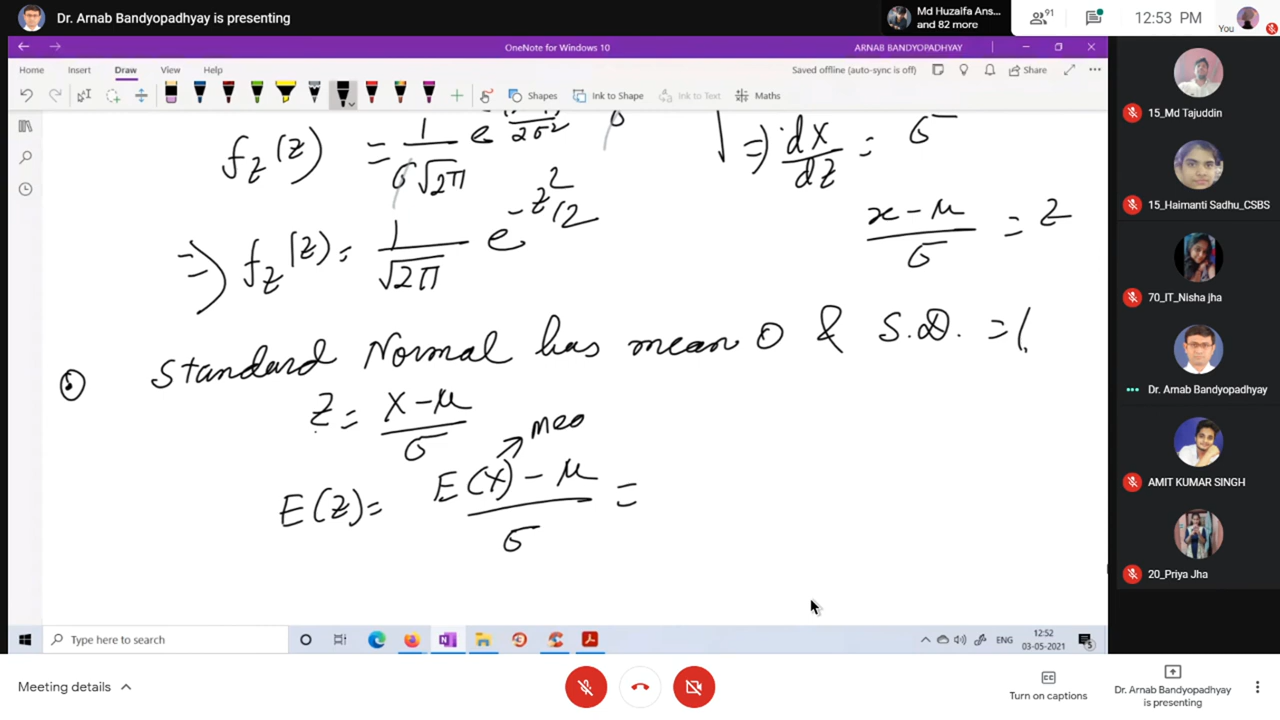 Dr. Arnab Bandyopadhyay is presenting
Md Huzaifa Ans...
and 82 more
91
12:53 PM
You
OneNote for Windows 10
ARNAB BANDYOPADHYAY
Home Insert Draw View Help
Saved offline (auto-sync is off)
Share
Shapes
Ink to Shape
Ink to Text
Maths
f_Z(z) = 1/(σ√2π) e
⇒ dx/dz = σ
(x-μ)/σ = z
⇒ f_Z(z) = 1/√2π e^(-z²/2)
Standard Normal has mean 0 & S.D. = 1.
Z = (X-μ)/σ
mea
E(Z) = (E(X) - μ)/σ =
15_Md Tajuddin
15_Haimanti Sadhu_CSBS
70_IT_Nisha jha
Dr. Arnab Bandyopadhyay
AMIT KUMAR SINGH
20_Priya Jha
Type here to search
ENG
12:52
03-05-2021
5
Meeting details
Turn on captions
Dr. Arnab Bandyopadhyay
is presenting